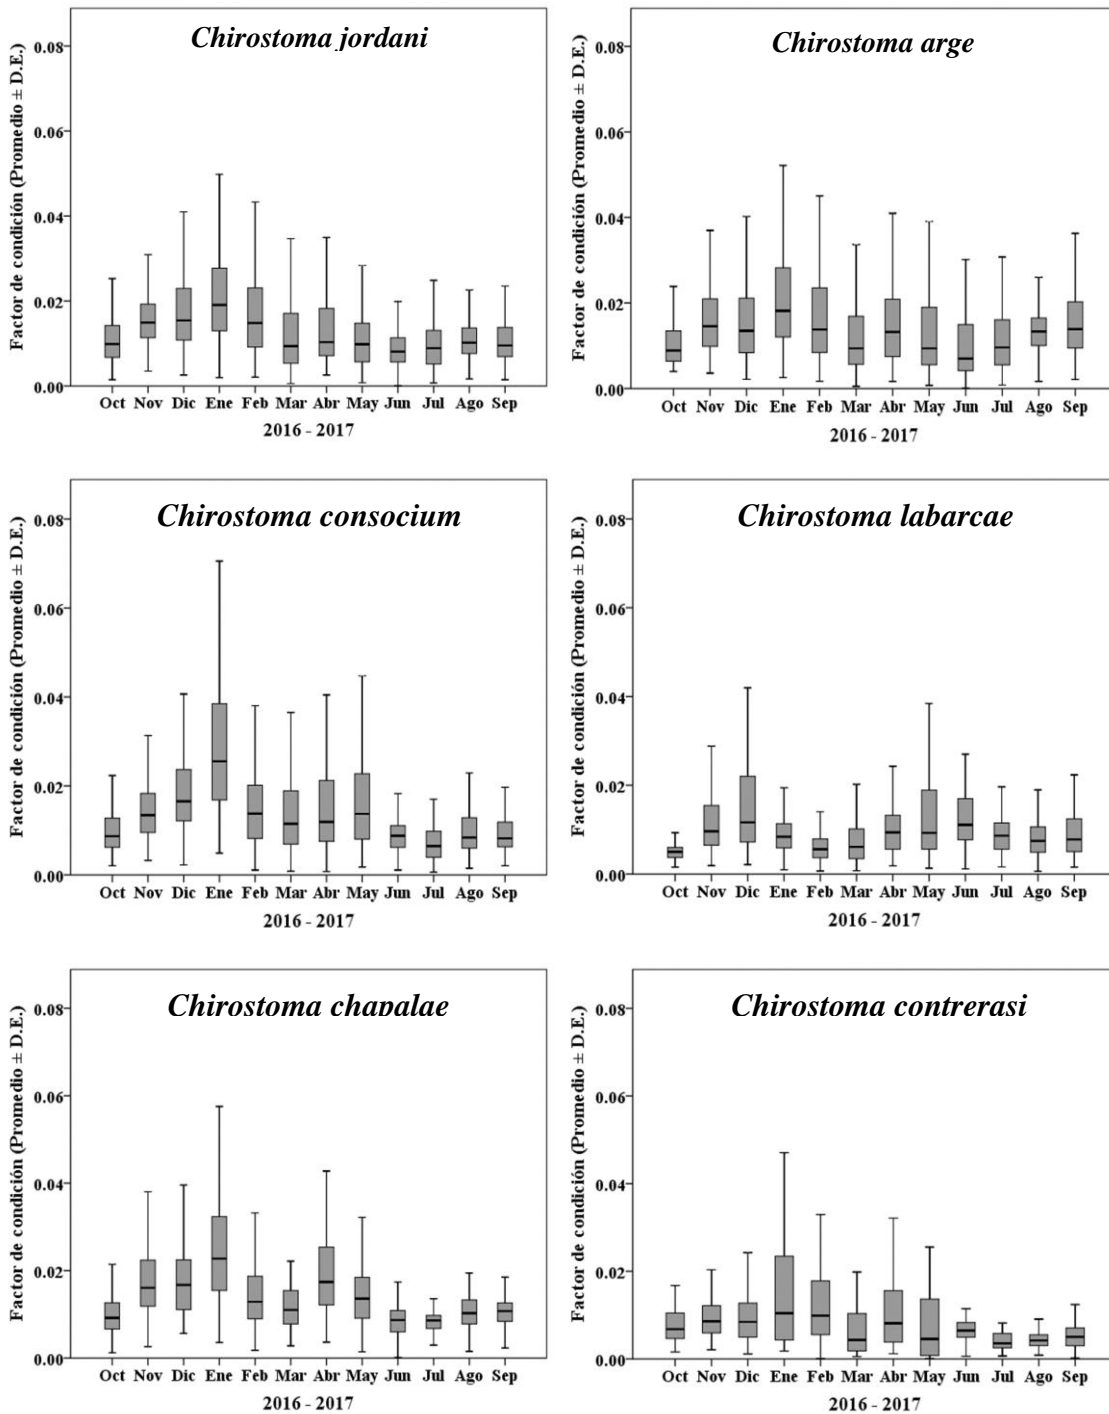 Chirostoma jordani
Factor de condición (Promedio ± D.E.)
0.08
0.06
0.04
0.02
0.00
Oct Nov Dic Ene Feb Mar Abr May Jun Jul Ago Sep
2016 - 2017
Chirostoma arge
Factor de condición (Promedio ± D.E.)
0.08
0.06
0.04
0.02
0.00
Oct Nov Dic Ene Feb Mar Abr May Jun Jul Ago Sep
2016 - 2017
Chirostoma consocium
Factor de condición (Promedio ± D.E.)
0.08
0.06
0.04
0.02
0.00
Oct Nov Dic Ene Feb Mar Abr May Jun Jul Ago Sep
2016 - 2017
Chirostoma labarcae
Factor de condición (Promedio ± D.E.)
0.08
0.06
0.04
0.02
0.00
Oct Nov Dic Ene Feb Mar Abr May Jun Jul Ago Sep
2016 - 2017
Chirostoma chapalae
Factor de condición (Promedio ± D.E.)
0.08
0.06
0.04
0.02
0.00
Oct Nov Dic Ene Feb Mar Abr May Jun Jul Ago Sep
2016 - 2017
Chirostoma contrerasi
Factor de condición (Promedio ± D.E.)
0.08
0.06
0.04
0.02
0.00
Oct Nov Dic Ene Feb Mar Abr May Jun Jul Ago Sep
2016 - 2017